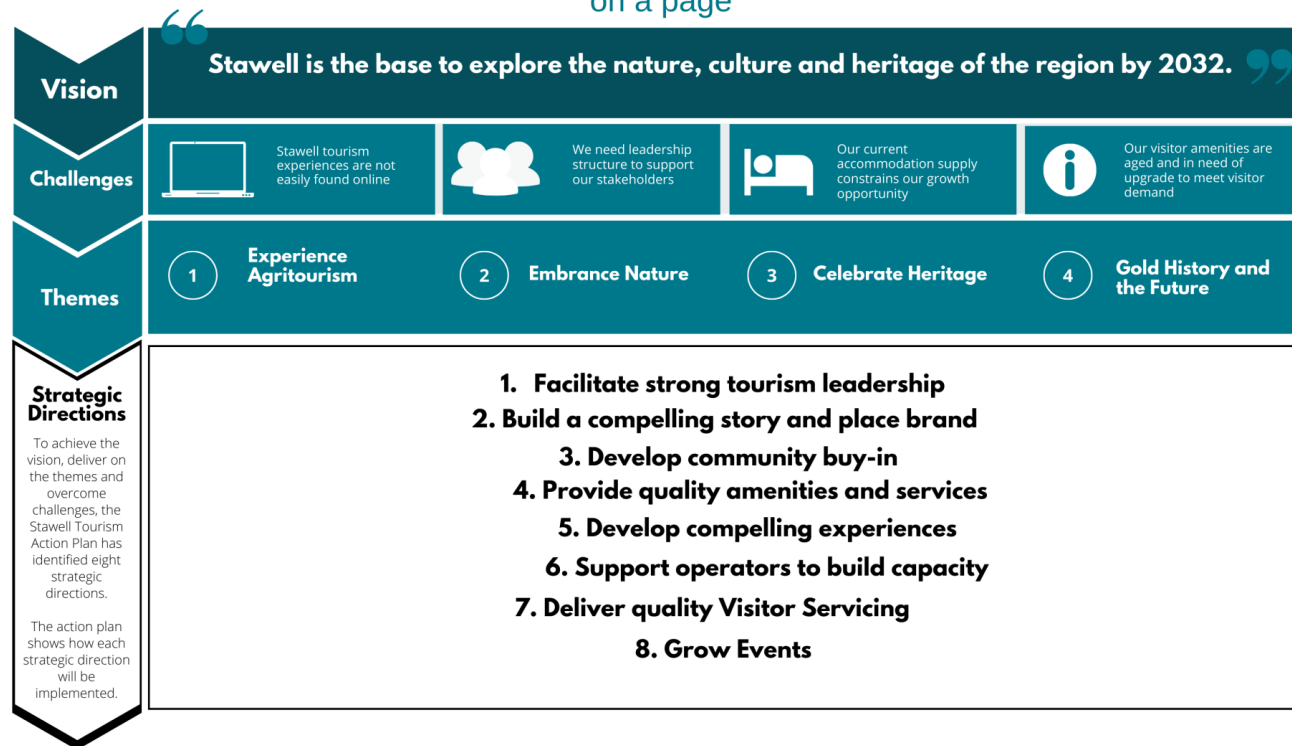 on a page
Vision
“
Stawell is the base to explore the nature, culture and heritage of the region by 2032.
”
Challenges
Stawell tourism
experiences are not
easily found online
We need leadership
structure to support
our stakeholders
Our current
accommodation supply
constrains our growth
opportunity
i
Our visitor amenities are
aged and in need of
upgrade to meet visitor
demand
Themes
1
Experience
Agritourism
2
Embrance Nature
3
Celebrate Heritage
4
Gold History and
the Future
Strategic
Directions
To achieve the
vision, deliver on
the themes and
overcome
challenges, the
Stawell Tourism
Action Plan has
identified eight
strategic
directions.
The action plan
shows how each
strategic direction
will be
implemented.
1. Facilitate strong tourism leadership
2. Build a compelling story and place brand
3. Develop community buy-in
4. Provide quality amenities and services
5. Develop compelling experiences
6. Support operators to build capacity
7. Deliver quality Visitor Servicing
8. Grow Events